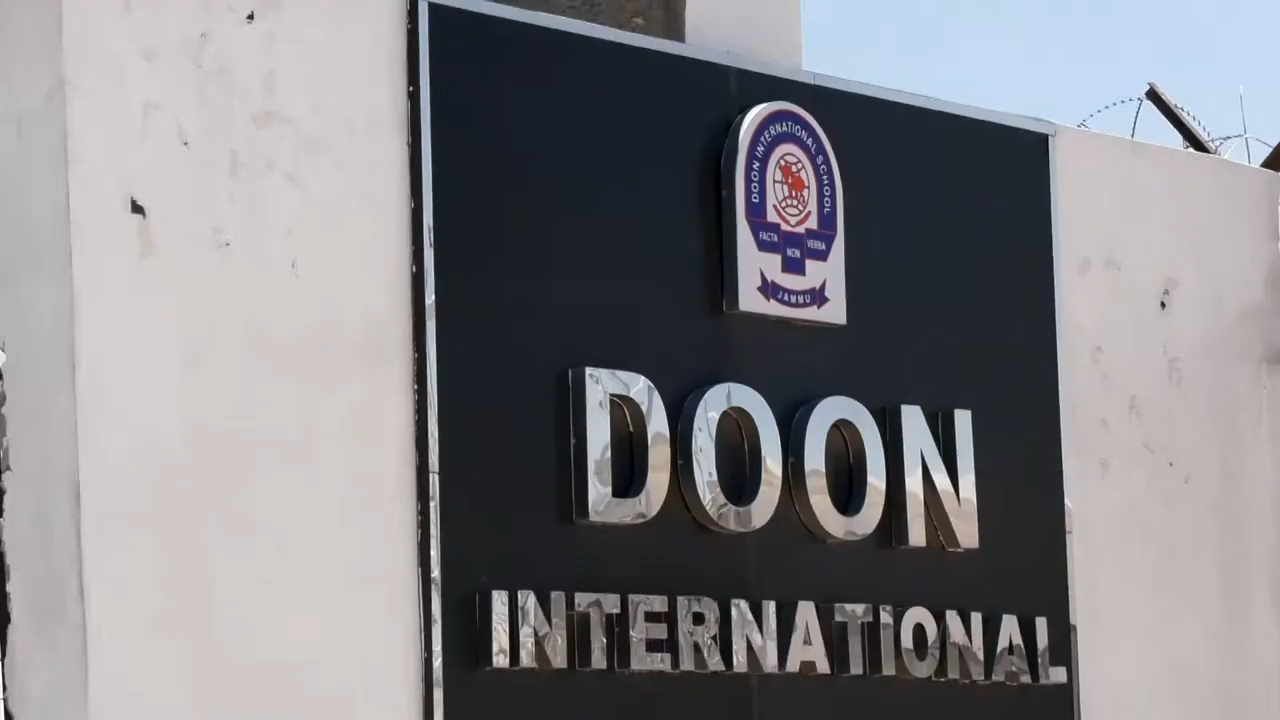 DOON INTERNATIONAL SCHOOL
FACTA NON VERBA
JAMMU
DOON
INTERNATIONAL